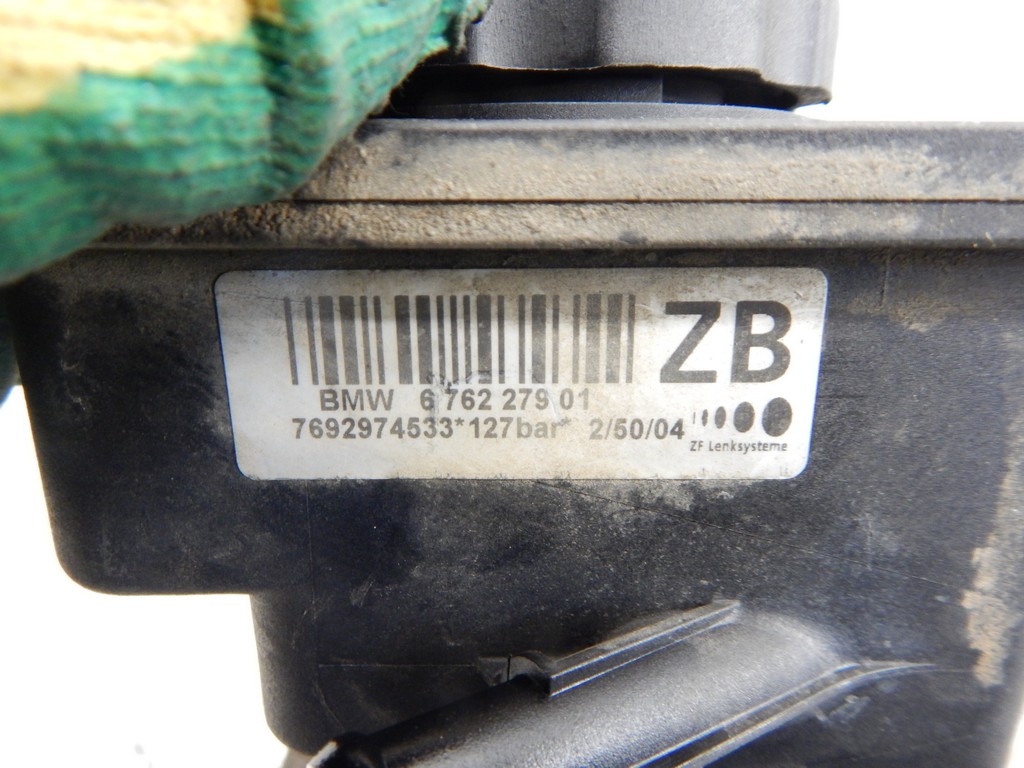 ZB
BMW 6 762 279 01
7692974533*127bar* 2/50/04
ZF Lenksysteme